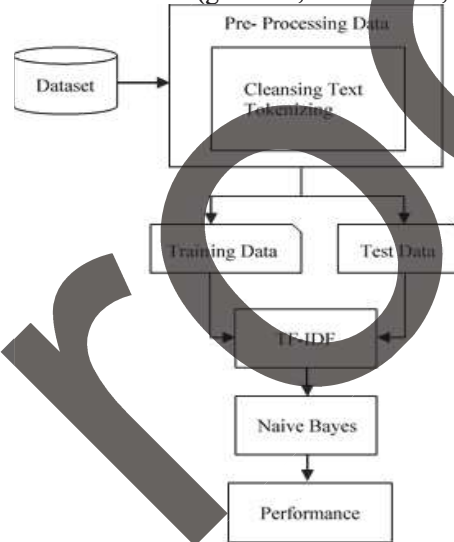 Pre- Processing Data
Dataset
Cleansing Text
Tokenizing
Training Data
Test Data
TF-IDF
Naive Bayes
Performance